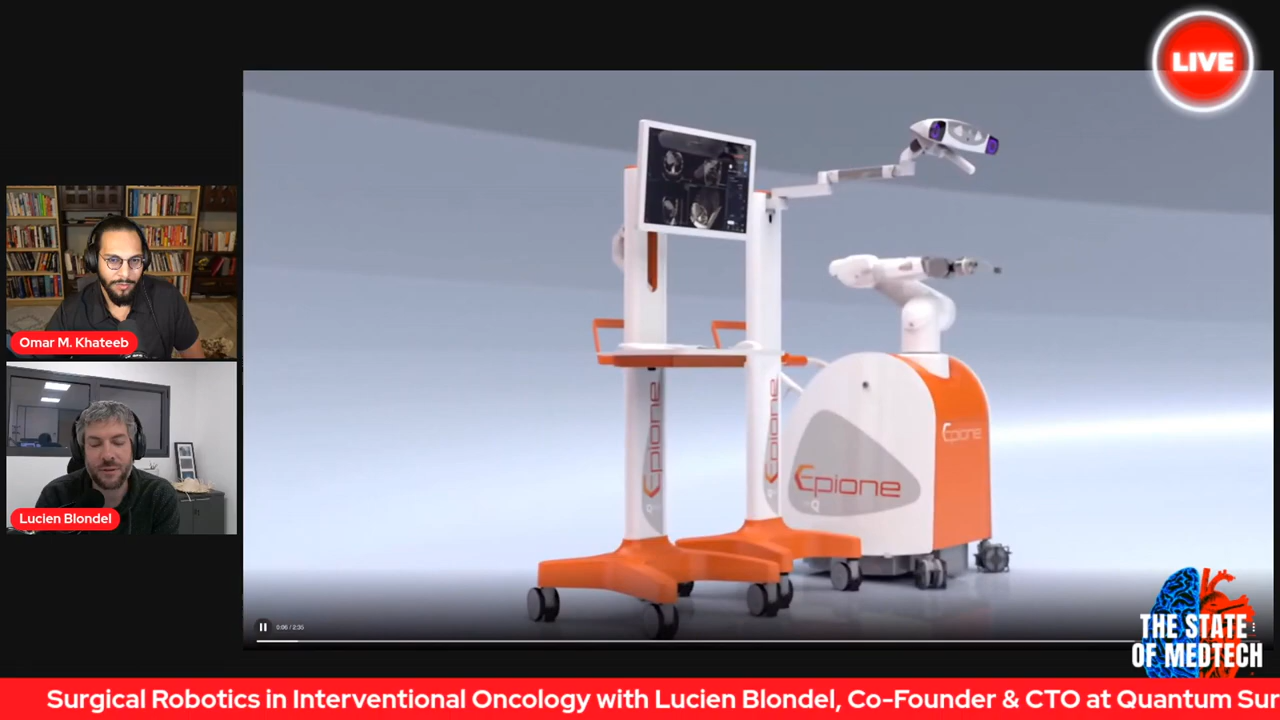 LIVE
Omar M. Khateeb
Lucien Blondel
Epione
Epione
Epione
Epione
0:06 / 2:35
THE STATE
OF MEDTECH
Surgical Robotics in Interventional Oncology with Lucien Blondel, Co-Founder & CTO at Quantum Sur